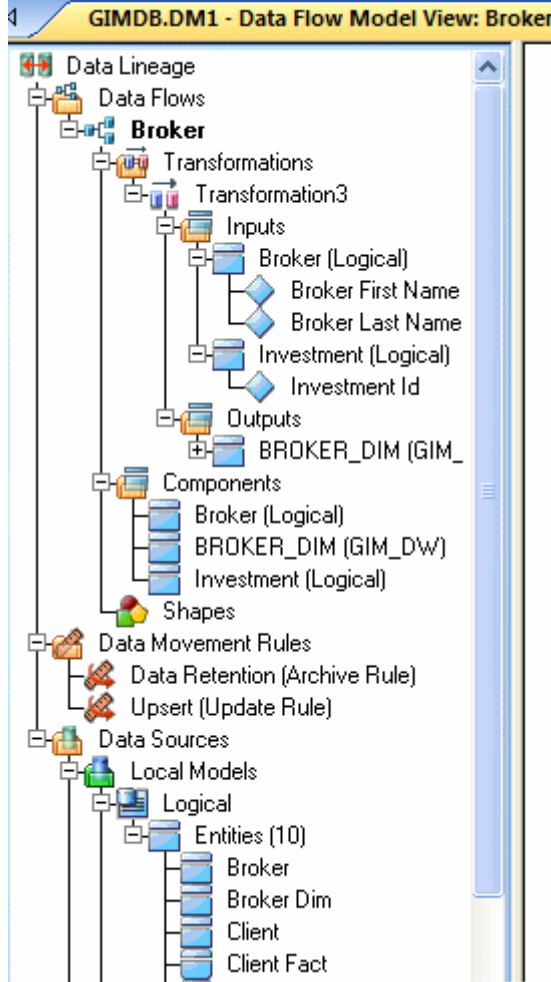 GIMDB.DM1 - Data Flow Model View: Broker
Data Lineage
Data Flows
Broker
Transformations
Transformation3
Inputs
Broker (Logical)
Broker First Name
Broker Last Name
Investment (Logical)
Investment Id
Outputs
BROKER_DIM (GIM_
Components
Broker (Logical)
BROKER_DIM (GIM_DW)
Investment (Logical)
Shapes
Data Movement Rules
Data Retention (Archive Rule)
Upsert (Update Rule)
Data Sources
Local Models
Logical
Entities (10)
Broker
Broker Dim
Client
Client Fact